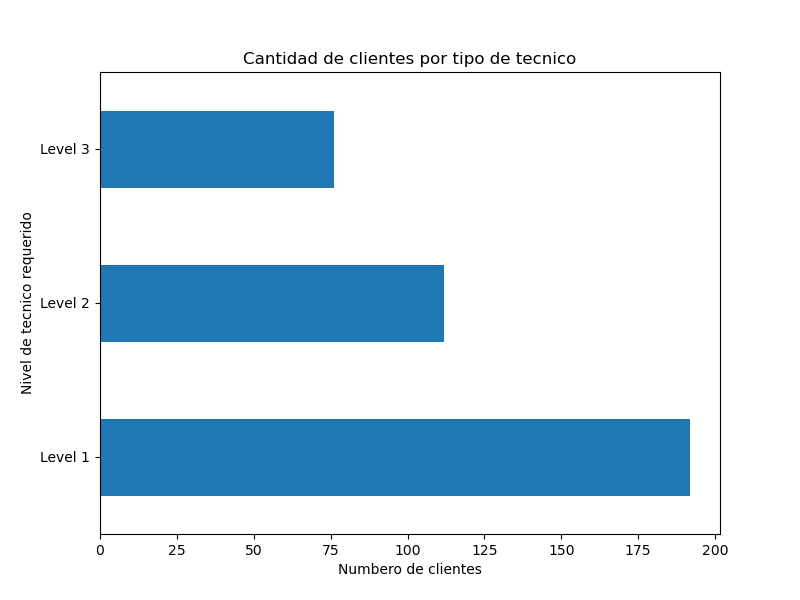 Cantidad de clientes por tipo de tecnico
Nivel de tecnico requerido
Level 3
Level 2
Level 1
0 25 50 75 100 125 150 175 200
Numbero de clientes